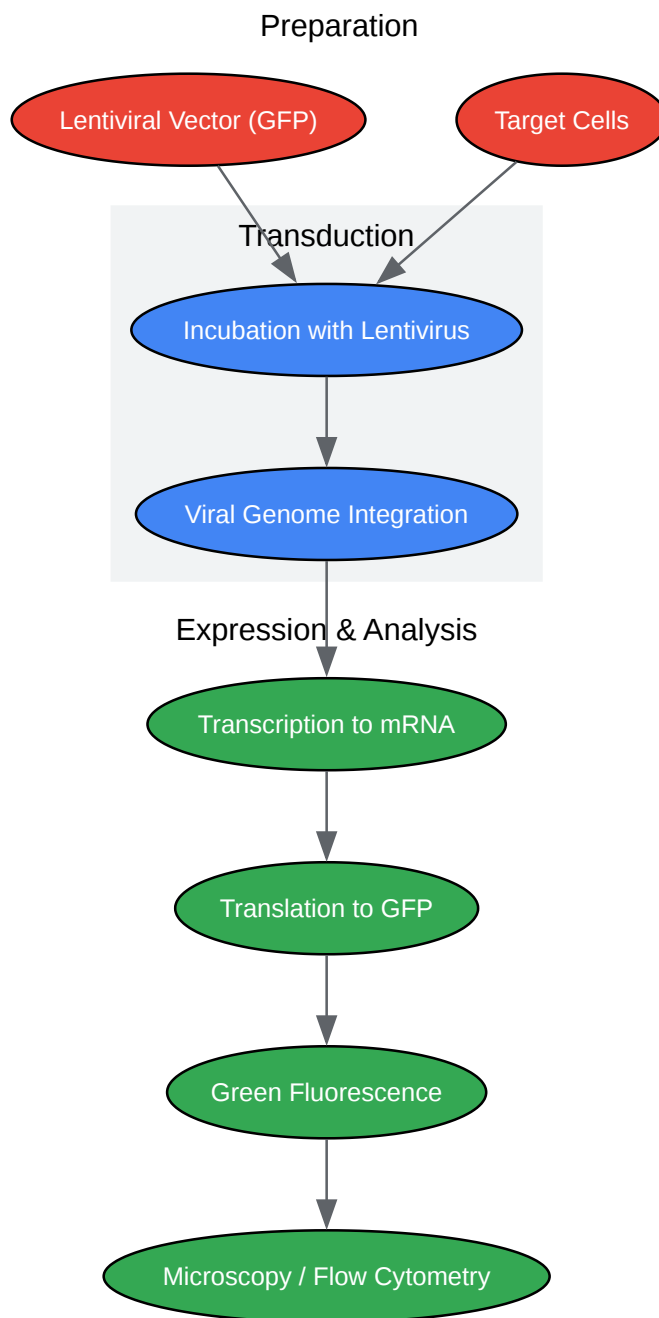 Preparation
Lentiviral Vector (GFP)
Target Cells
Transduction
Incubation with Lentivirus
Viral Genome Integration
Expression & Analysis
Transcription to mRNA
Translation to GFP
Green Fluorescence
Microscopy / Flow Cytometry